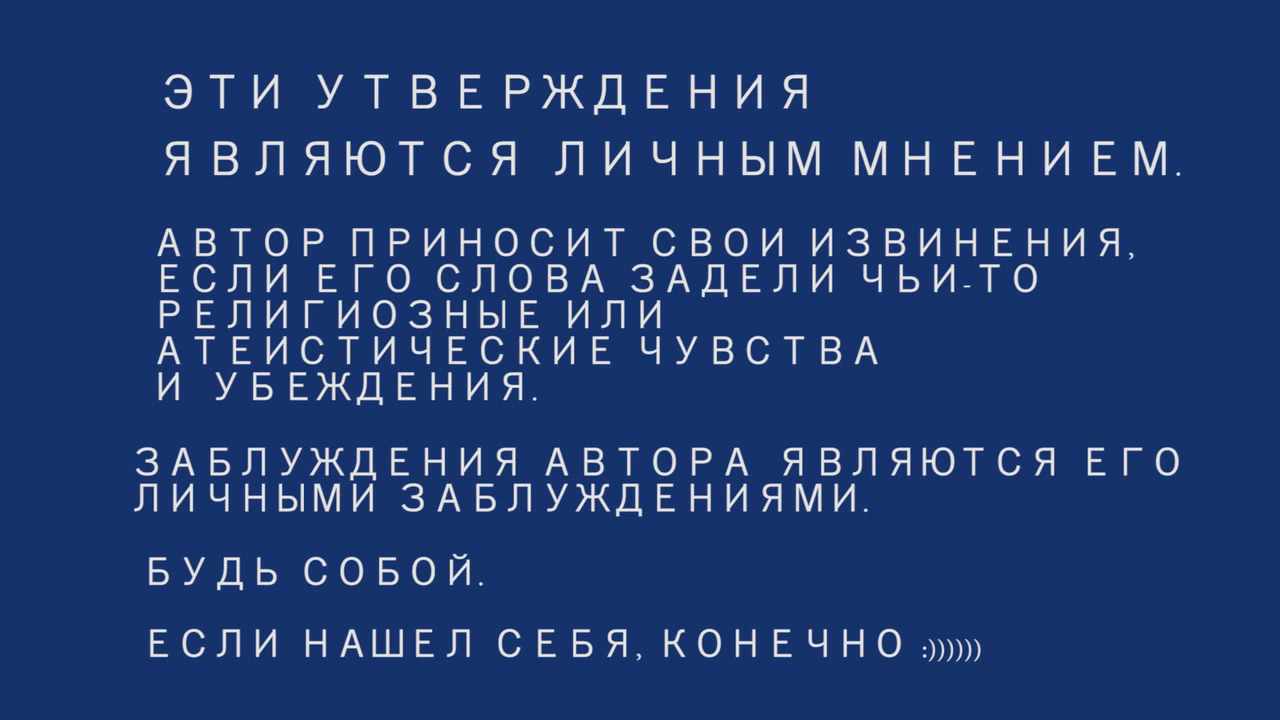 ЭТИ УТВЕРЖДЕНИЯ
ЯВЛЯЮТСЯ ЛИЧНЫМ МНЕНИЕМ.
АВТОР ПРИНОСИТ СВОИ ИЗВИНЕНИЯ,
ЕСЛИ ЕГО СЛОВА ЗАДЕЛИ ЧЬИ-ТО
РЕЛИГИОЗНЫЕ ИЛИ
АТЕИСТИЧЕСКИЕ ЧУВСТВА
И УБЕЖДЕНИЯ.
ЗАБЛУЖДЕНИЯ АВТОРА ЯВЛЯЮТСЯ ЕГО
ЛИЧНЫМИ ЗАБЛУЖДЕНИЯМИ.
БУДЬ СОБОЙ.
ЕСЛИ НАШЕЛ СЕБЯ, КОНЕЧНО :))))))